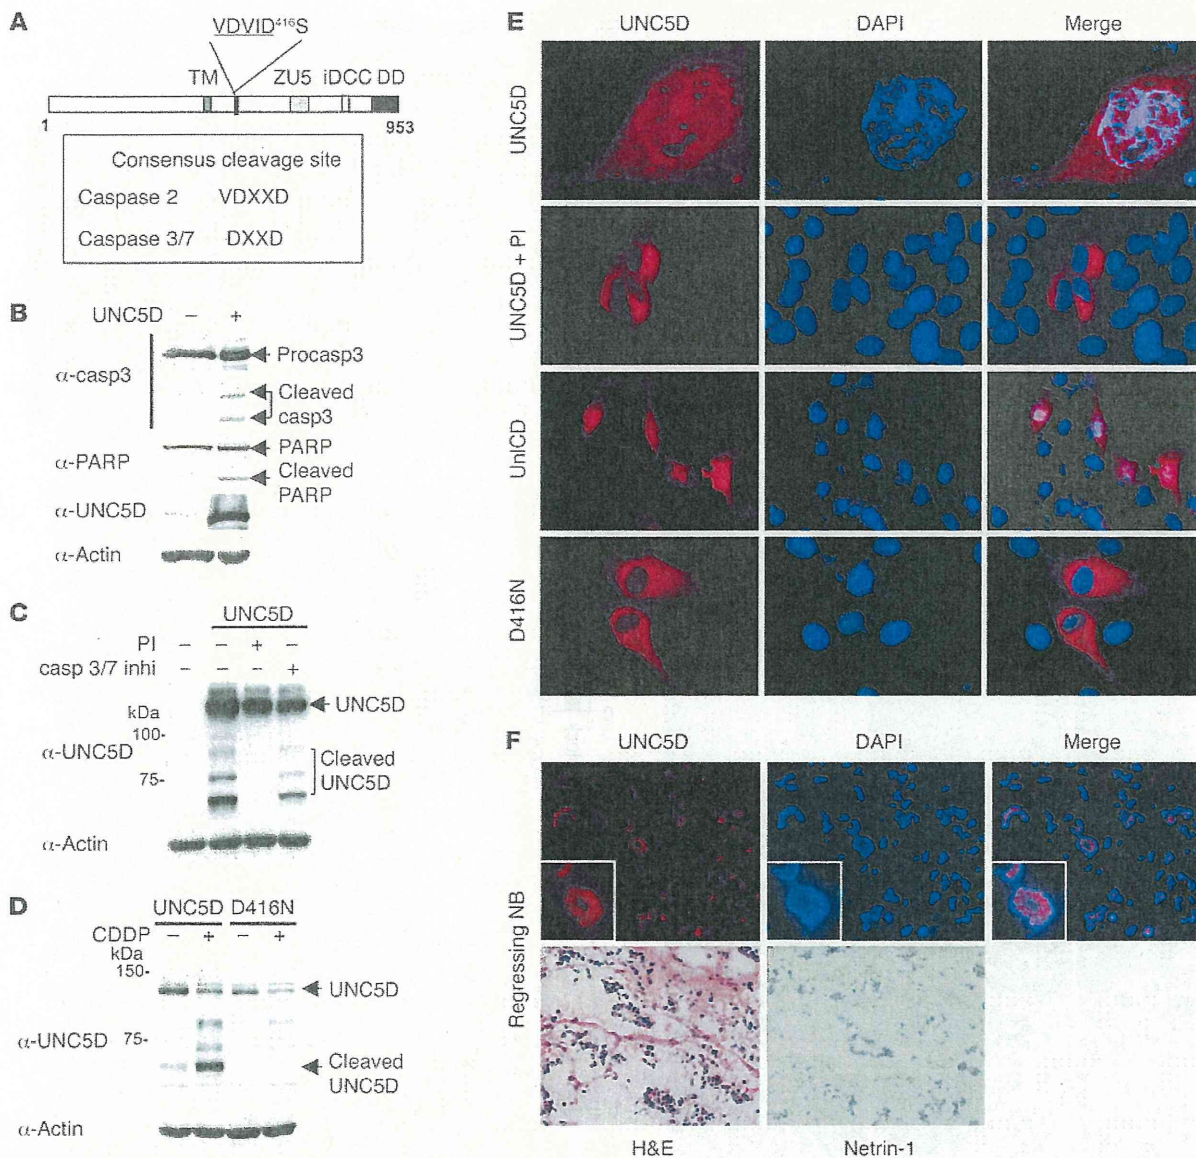 A
VDVID⁴¹⁶S
TM ZU5 iDCC DD
1 953
Consensus cleavage site
Caspase 2 VDXXD
Caspase 3/7 DXXD
B
UNC5D − +
α-casp3
Procasp3
Cleaved
casp3
α-PARP
PARP
Cleaved
PARP
α-UNC5D
α-Actin
C
UNC5D
PI − − + −
casp 3/7 inhi − − − +
kDa
100-
75-
α-UNC5D
UNC5D
Cleaved
UNC5D
α-Actin
D
UNC5D D416N
CDDP − + − +
kDa
150-
75-
α-UNC5D
UNC5D
Cleaved
UNC5D
α-Actin
E
UNC5D DAPI Merge
UNC5D
UNC5D + PI
UnICD
D416N
F
UNC5D DAPI Merge
Regressing NB
H&E Netrin-1